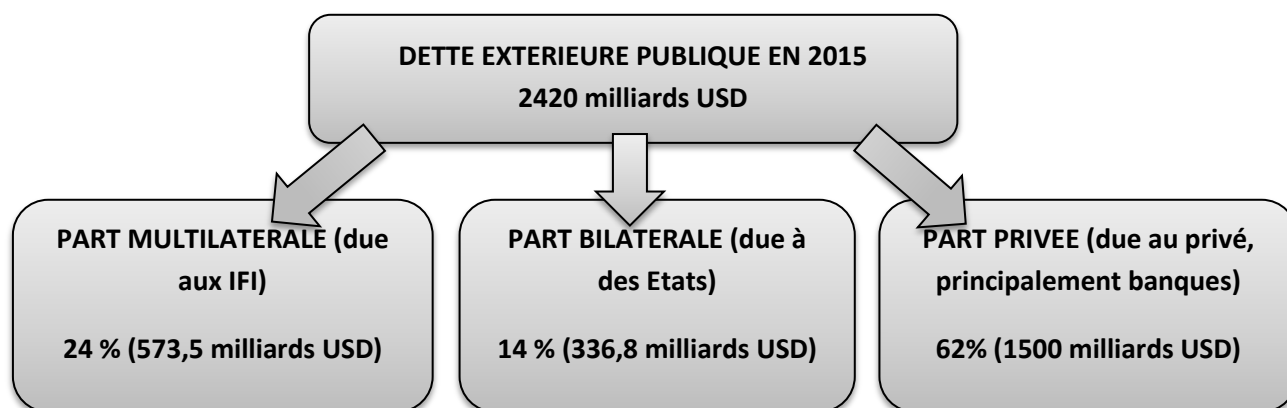 DETTE EXTERIEURE PUBLIQUE EN 2015
2420 milliards USD
PART MULTILATERALE (due
aux IFI)
24 % (573,5 milliards USD)
PART BILATERALE (due à
des Etats)
14 % (336,8 milliards USD)
PART PRIVEE (due au privé,
principalement banques)
62% (1500 milliards USD)